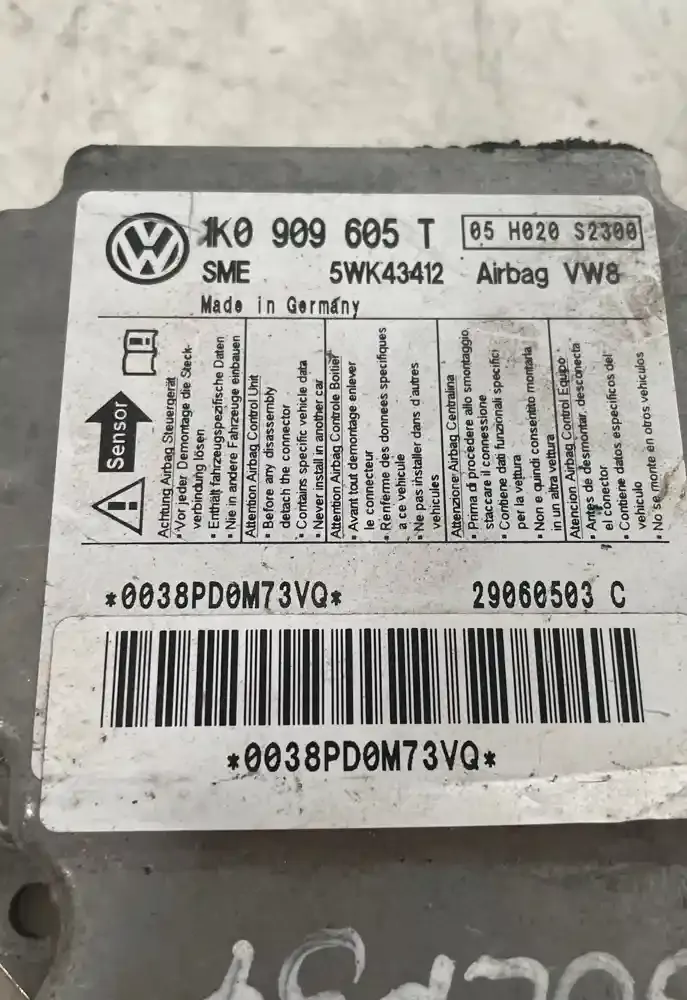 1K0 909 605 T 05 H020 S2300
SME 5WK43412 Airbag VW8
Made in Germany
Sensor
Achtung Airbag Steuergerät
• Vor jeder Demontage die Steck-
verbindung lösen
• Enthält fahrzeugspezifische Daten
• Nie in andere Fahrzeuge einbauen
Attention Airbag Control Unit
• Before any disassembly
detach the connector
• Contains specific vehicle data
• Never install in another car
Attention Airbag Controle Boitier
• Avant tout demontage enlever
le connecteur
• Renferme des donnees specifiques
a ce vehicule
• Ne pas installer dans d'autres
vehicules
Attenzione Airbag Centralina
• Prima di procedere allo smontaggio,
staccare il connessione
• Contiene dati funzionali specifici
per la vettura
• Non e quindi consentito montarla
in un altra vettura
Atencion Airbag Control Equipo
• Antes de desmontar, desconecta
el conector
• Contiene datos especificos del
vehiculo
• No se monte en otros vehiculos
*0038PD0M73VQ* 29060503 C
*0038PD0M73VQ*